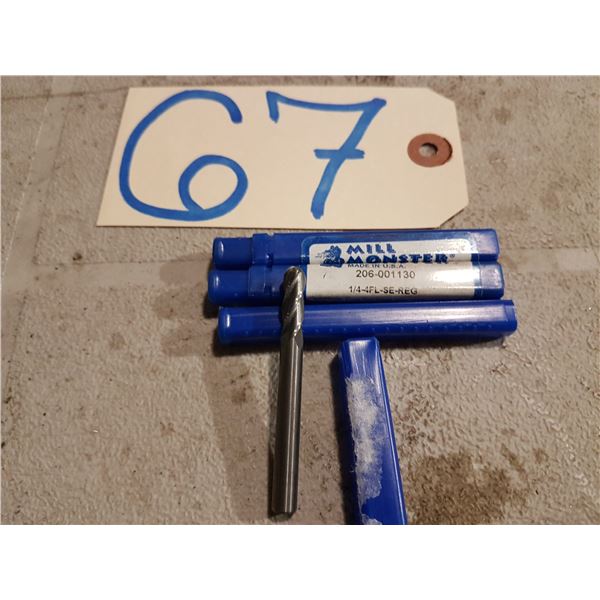 67
MILL
MONSTER®
MADE IN U.S.A.
206-001130
1/4-4FL-SE-REG